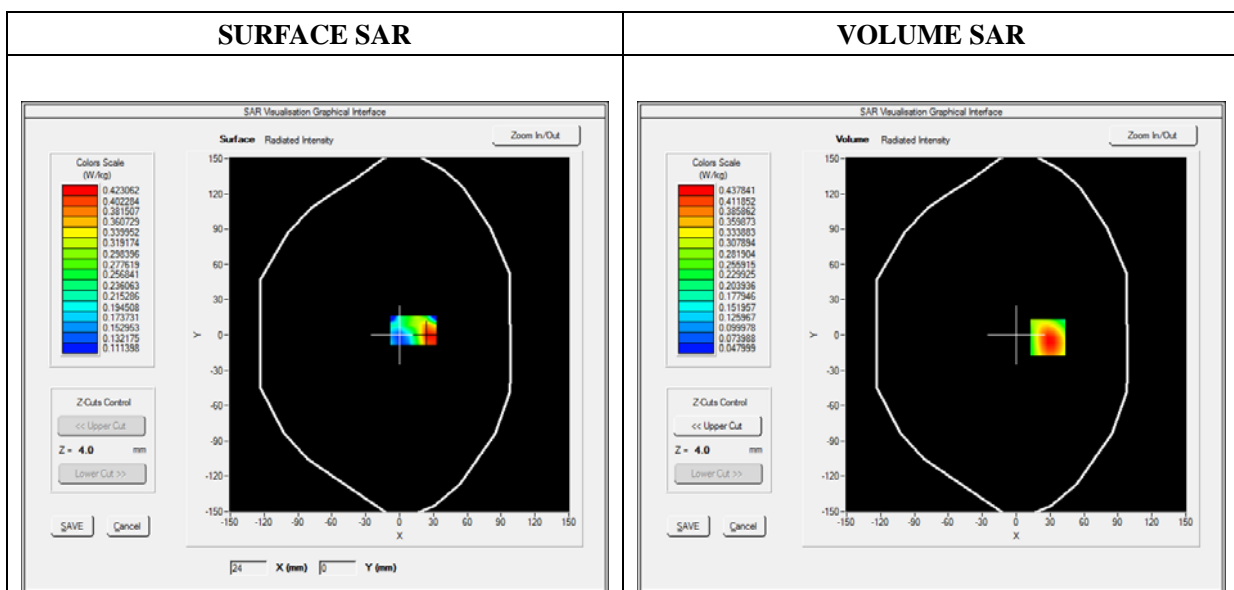 SURFACE SAR
VOLUME SAR
SAR Visualisation Graphical Interface
Surface Radiated Intensity
Zoom In/Out
Colors Scale
(W/kg)
0.423062
0.402284
0.381507
0.360729
0.339952
0.319174
0.298396
0.277619
0.256841
0.236063
0.215286
0.194508
0.173731
0.152953
0.132175
0.111398
Z-Cuts Control
<< Upper Cut
Z = 4.0 mm
Lower Cut >>
SAVE Cancel
150
120
90
60
30
0
-30
-60
-90
-120
-150
Y
-150 -120 -90 -60 -30 0 30 60 90 120 150
X
24 X (mm) 0 Y (mm)
SAR Visualisation Graphical Interface
Volume Radiated Intensity
Zoom In/Out
Colors Scale
(W/kg)
0.437841
0.411852
0.385862
0.359873
0.333883
0.307894
0.281904
0.255915
0.229925
0.203936
0.177946
0.151957
0.125967
0.099978
0.073988
0.047999
Z-Cuts Control
<< Upper Cut
Z = 4.0 mm
Lower Cut >>
SAVE Cancel
150
120
90
60
30
0
-30
-60
-90
-120
-150
Y
-150 -120 -90 -60 -30 0 30 60 90 120 150
X